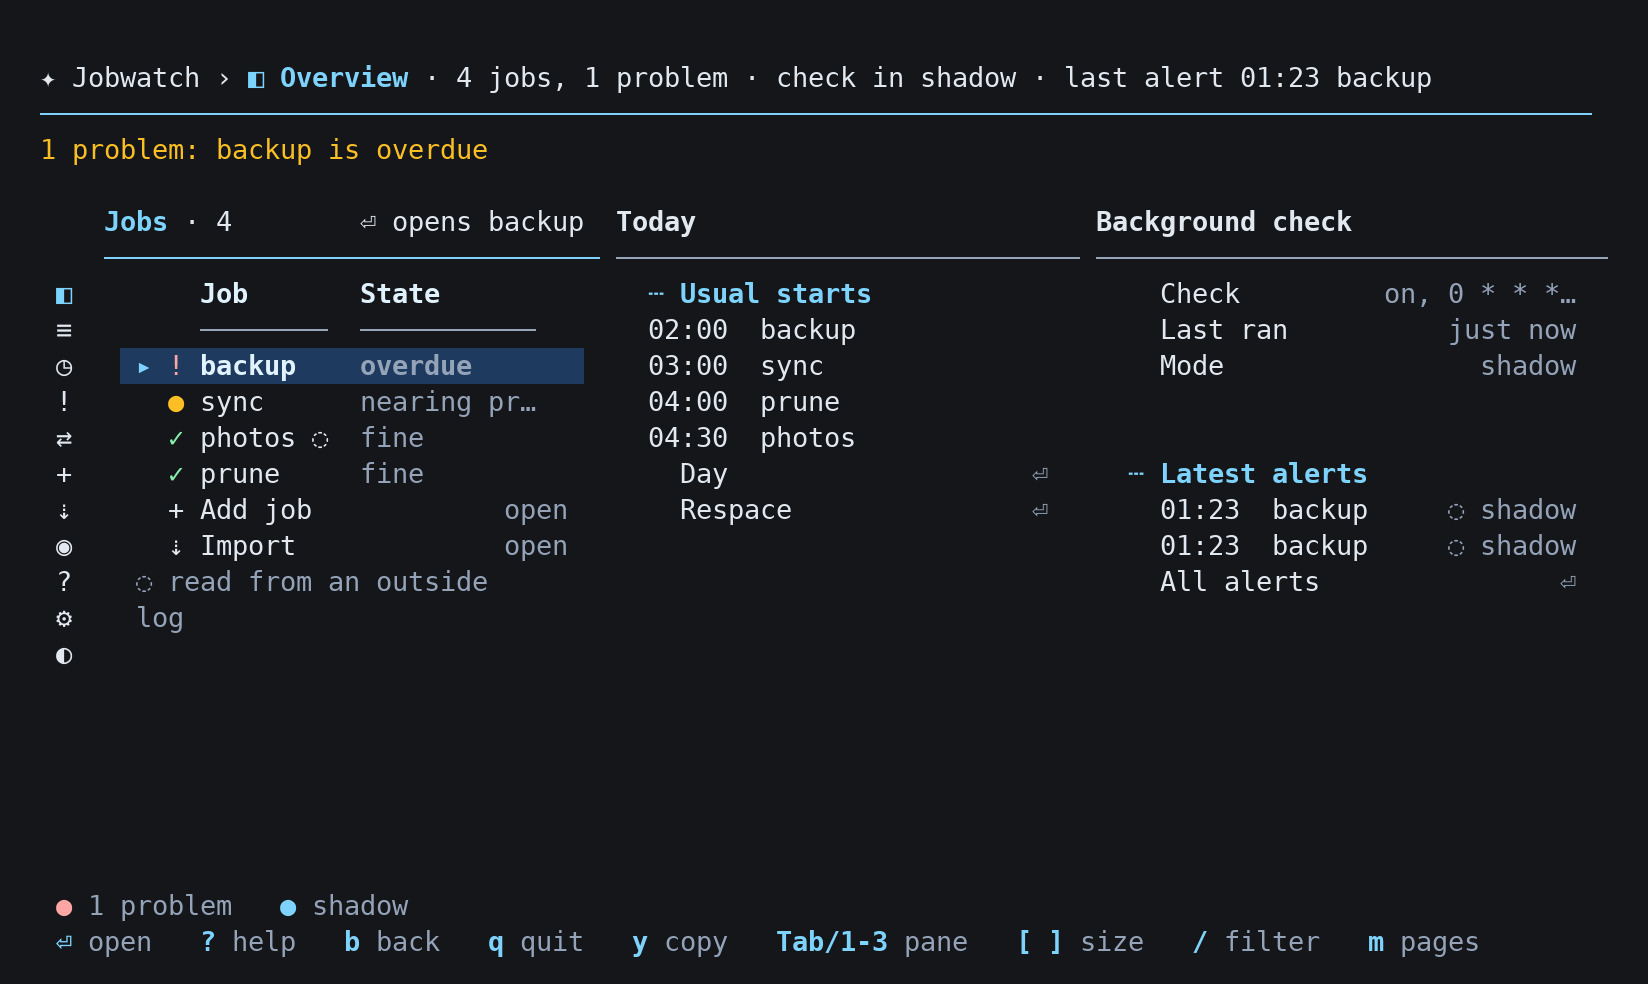 ✦ Jobwatch › ◧ Overview · 4 jobs, 1 problem · check in shadow · last alert 01:23 backup
1 problem: backup is overdue
Jobs · 4 ⏎ opens backup Today Background check
◧ Job State ┄ Usual starts Check on, 0 * * *…
≡ 02:00 backup Last ran just now
◷ ▸ ! backup overdue 03:00 sync Mode shadow
! ● sync nearing pr… 04:00 prune
⇄ ✓ photos ◌ fine 04:30 photos
+ ✓ prune fine Day ⏎ ┄ Latest alerts
⇣ + Add job open Respace ⏎ 01:23 backup ◌ shadow
◉ ⇣ Import open 01:23 backup ◌ shadow
? ◌ read from an outside All alerts ⏎
⚙ log
◐
● 1 problem ● shadow
⏎ open ? help b back q quit y copy Tab/1-3 pane [ ] size / filter m pages